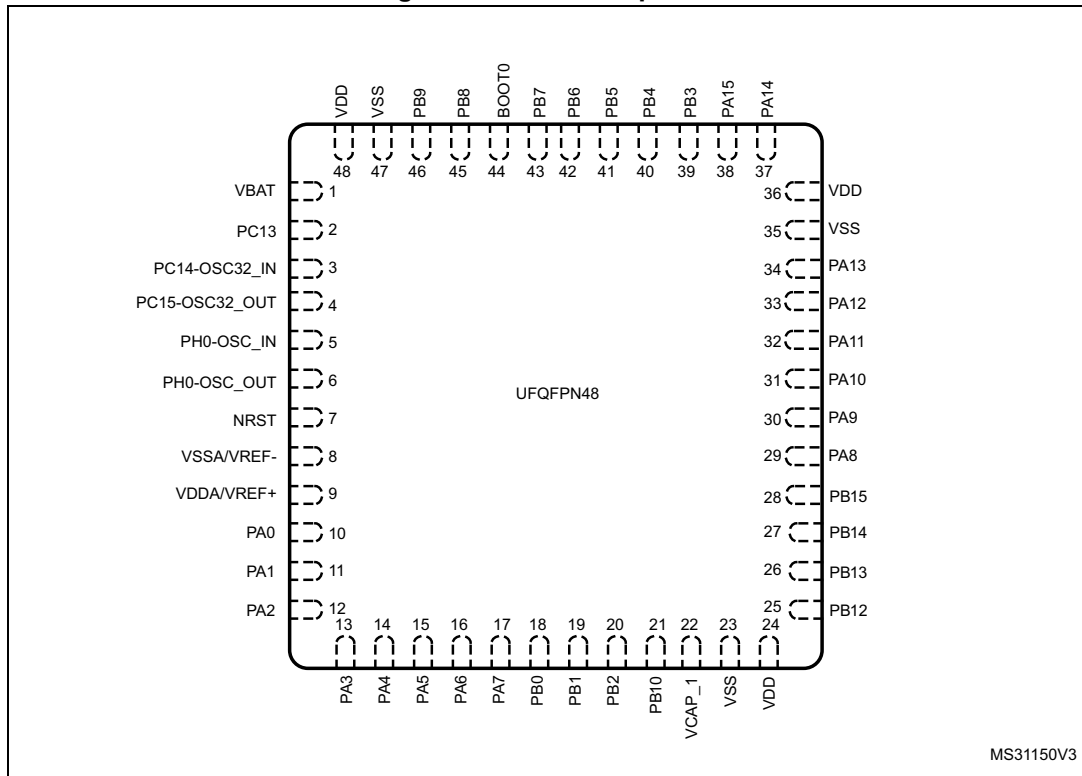 VDD
VSS
PB9
PB8
BOOT0
PB7
PB6
PB5
PB4
PB3
PA15
PA14
48
47
46
45
44
43
42
41
40
39
38
37
VBAT 1
PC13 2
PC14-OSC32_IN 3
PC15-OSC32_OUT 4
PH0-OSC_IN 5
PH0-OSC_OUT 6
NRST 7
VSSA/VREF- 8
VDDA/VREF+ 9
PA0 10
PA1 11
PA2 12
UFQFPN48
36 VDD
35 VSS
34 PA13
33 PA12
32 PA11
31 PA10
30 PA9
29 PA8
28 PB15
27 PB14
26 PB13
25 PB12
13
14
15
16
17
18
19
20
21
22
23
24
PA3
PA4
PA5
PA6
PA7
PB0
PB1
PB2
PB10
VCAP_1
VSS
VDD
MS31150V3